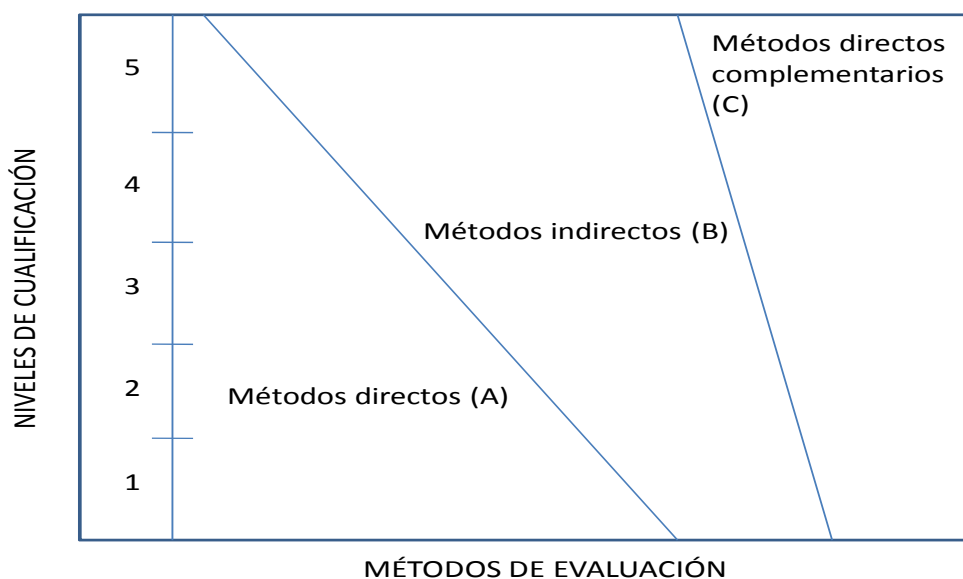 NIVELES DE CUALIFICACIÓN
5
4
3
2
1
Métodos directos
complementarios
(C)
Métodos indirectos (B)
Métodos directos (A)
MÉTODOS DE EVALUACIÓN